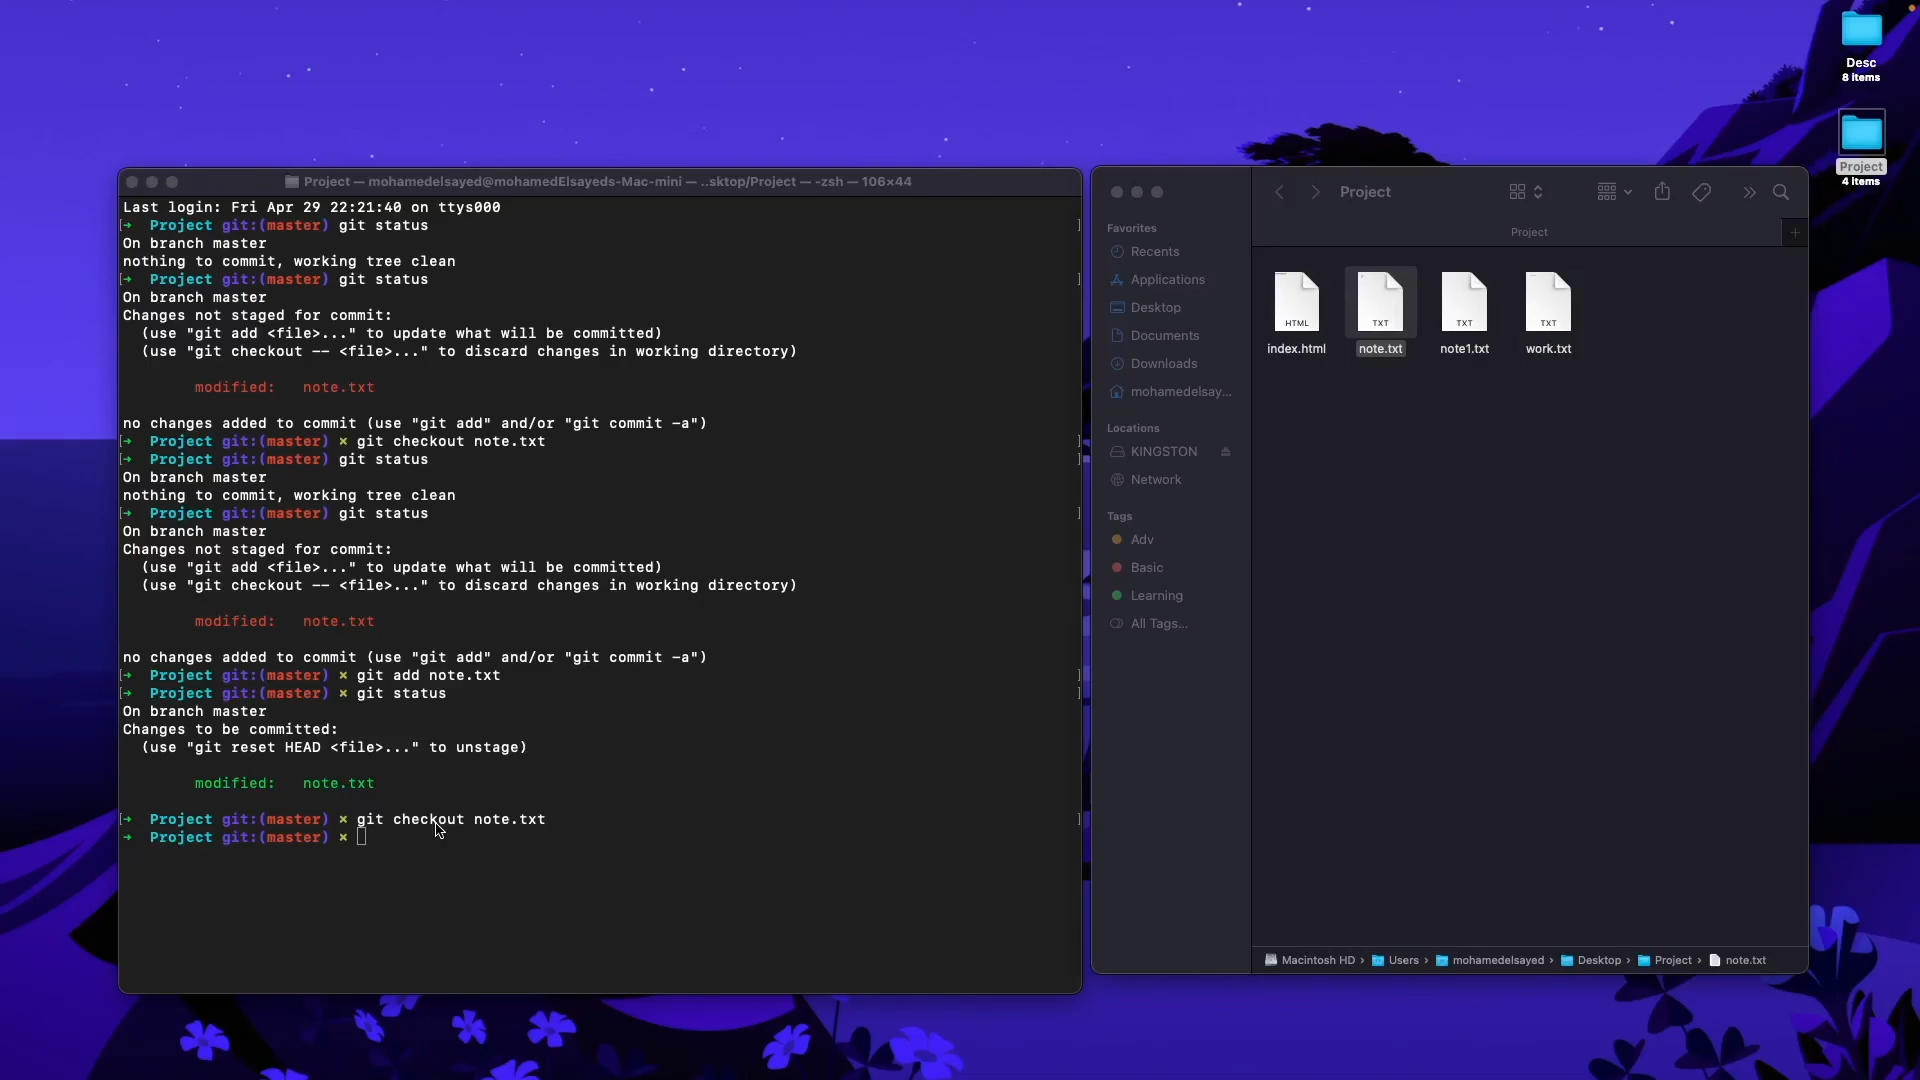 Desc
8 items
Project
4 items
Project — mohamedelsayed@mohamedElsayeds-Mac-mini — ..sktop/Project — -zsh — 106×44
Last login: Fri Apr 29 22:21:40 on ttys000
[→ Project git:(master) git status ]
On branch master
nothing to commit, working tree clean
[→ Project git:(master) git status ]
On branch master
Changes not staged for commit:
(use "git add <file>..." to update what will be committed)
(use "git checkout -- <file>..." to discard changes in working directory)
modified: note.txt
no changes added to commit (use "git add" and/or "git commit -a")
[→ Project git:(master) × git checkout note.txt ]
[→ Project git:(master) git status ]
On branch master
nothing to commit, working tree clean
[→ Project git:(master) git status ]
On branch master
Changes not staged for commit:
(use "git add <file>..." to update what will be committed)
(use "git checkout -- <file>..." to discard changes in working directory)
modified: note.txt
no changes added to commit (use "git add" and/or "git commit -a")
[→ Project git:(master) × git add note.txt ]
[→ Project git:(master) × git status ]
On branch master
Changes to be committed:
(use "git reset HEAD <file>..." to unstage)
modified: note.txt
[→ Project git:(master) × git checkout note.txt ]
→ Project git:(master) ×
Favorites
Recents
Applications
Desktop
Documents
Downloads
mohamedelsay...
Locations
KINGSTON
Network
Tags
Adv
Basic
Learning
All Tags...
Project
Project
HTML TXT TXT TXT
index.html note.txt note1.txt work.txt
Macintosh HD › Users › mohamedelsayed › Desktop › Project › note.txt